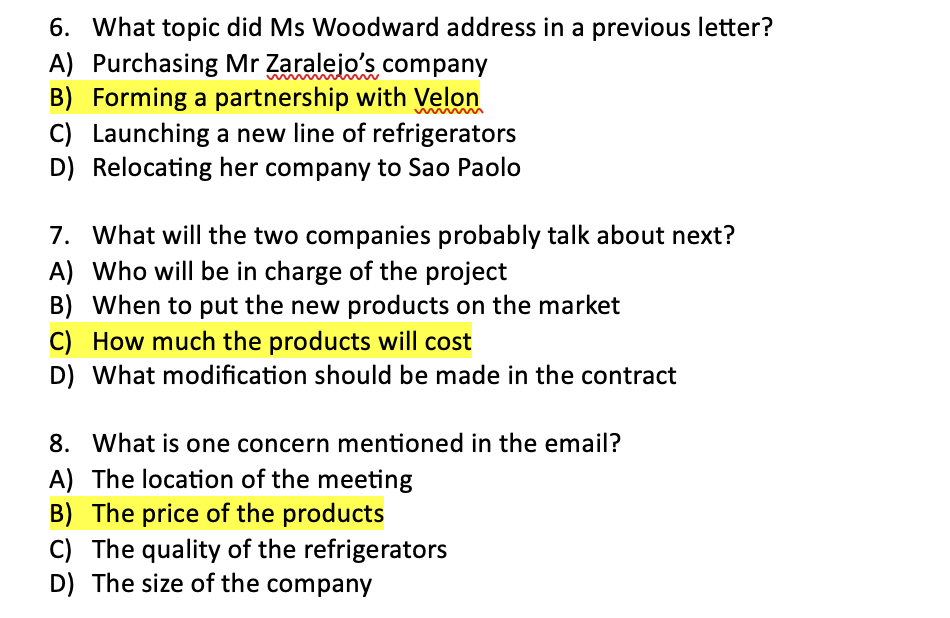 6. What topic did Ms Woodward address in a previous letter?
A) Purchasing Mr Zaralejo's company
B) Forming a partnership with Velon
C) Launching a new line of refrigerators
D) Relocating her company to Sao Paolo
7. What will the two companies probably talk about next?
A) Who will be in charge of the project
B) When to put the new products on the market
C) How much the products will cost
D) What modification should be made in the contract
8. What is one concern mentioned in the email?
A) The location of the meeting
B) The price of the products
C) The quality of the refrigerators
D) The size of the company